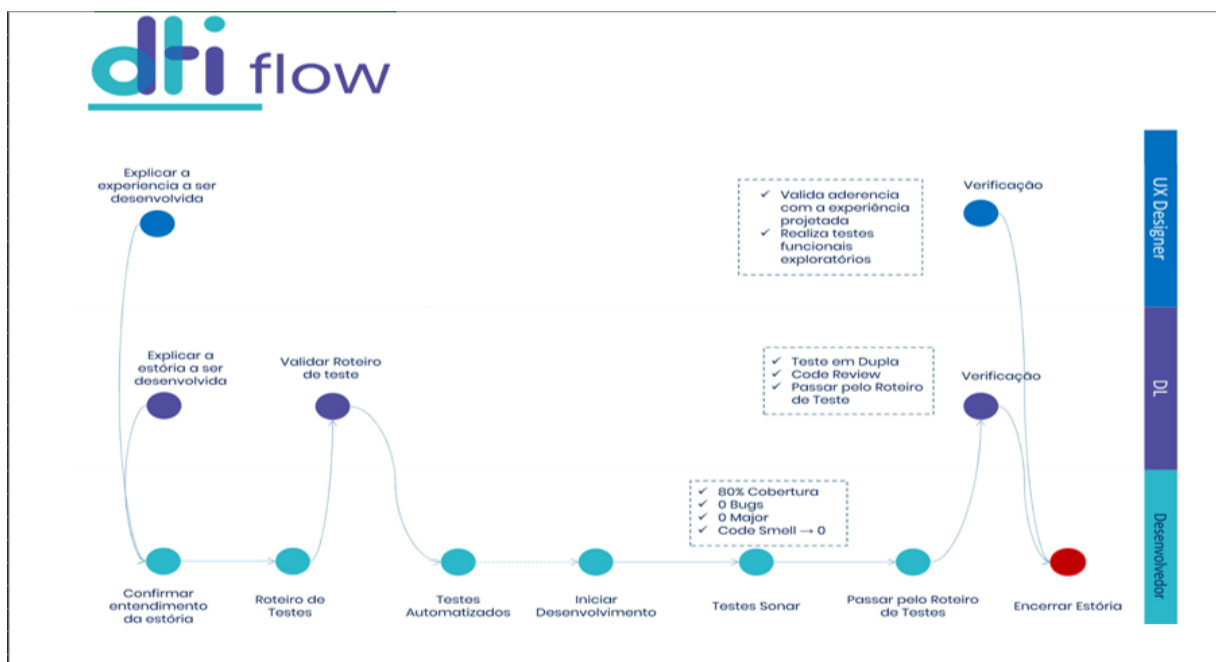 dti flow
Explicar a
experiencia a ser
desenvolvida
✓ Valida aderencia
com a experiência
projetada
✓ Realiza testes
funcionais
exploratórios
Verificação
UX Designer
Explicar a
estória a ser
desenvolvida
Validar Roteiro
de teste
✓ Teste em Dupla
✓ Code Review
✓ Passar pelo Roteiro
de Teste
Verificação
DL
✓ 80% Cobertura
✓ 0 Bugs
✓ 0 Major
✓ Code Smell → 0
Desenvolvedor
Confirmar
entendimento
da estória
Roteiro de
Testes
Testes
Automatizados
Iniciar
Desenvolvimento
Testes Sonar
Passar pelo Roteiro
de Testes
Encerrar Estória